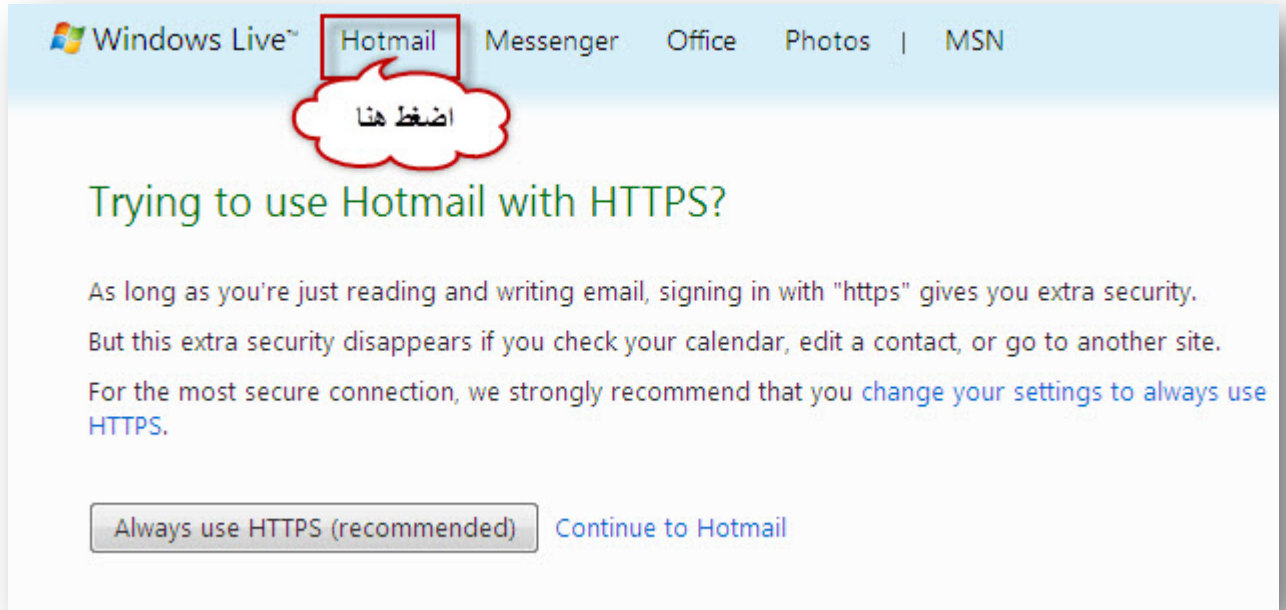 Windows Live™ Hotmail Messenger Office Photos | MSN
اضغط هنا
Trying to use Hotmail with HTTPS?
As long as you're just reading and writing email, signing in with "https" gives you extra security.
But this extra security disappears if you check your calendar, edit a contact, or go to another site.
For the most secure connection, we strongly recommend that you change your settings to always use
HTTPS.
Always use HTTPS (recommended) Continue to Hotmail